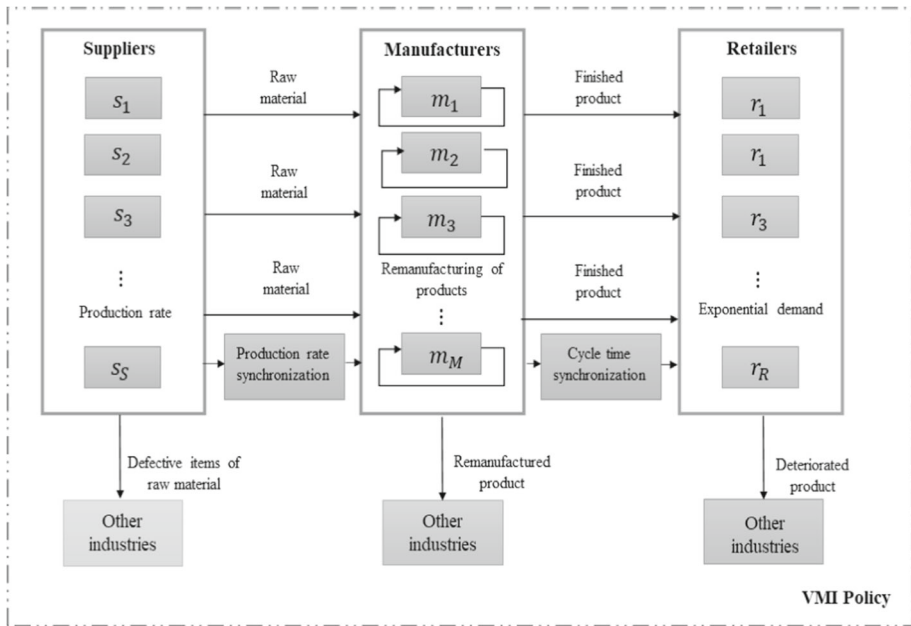 Suppliers
Manufacturers
Retailers
s1
s2
s3
⋮
Production rate
sS
Raw
material
Raw
material
Raw
material
Production rate
synchronization
m1
m2
m3
Remanufacturing of
products
⋮
mM
Finished
product
Finished
product
Finished
product
Cycle time
synchronization
r1
r1
r3
⋮
Exponential demand
rR
Defective items of
raw material
Remanufactured
product
Deteriorated
product
Other
industries
Other
industries
Other
industries
VMI Policy